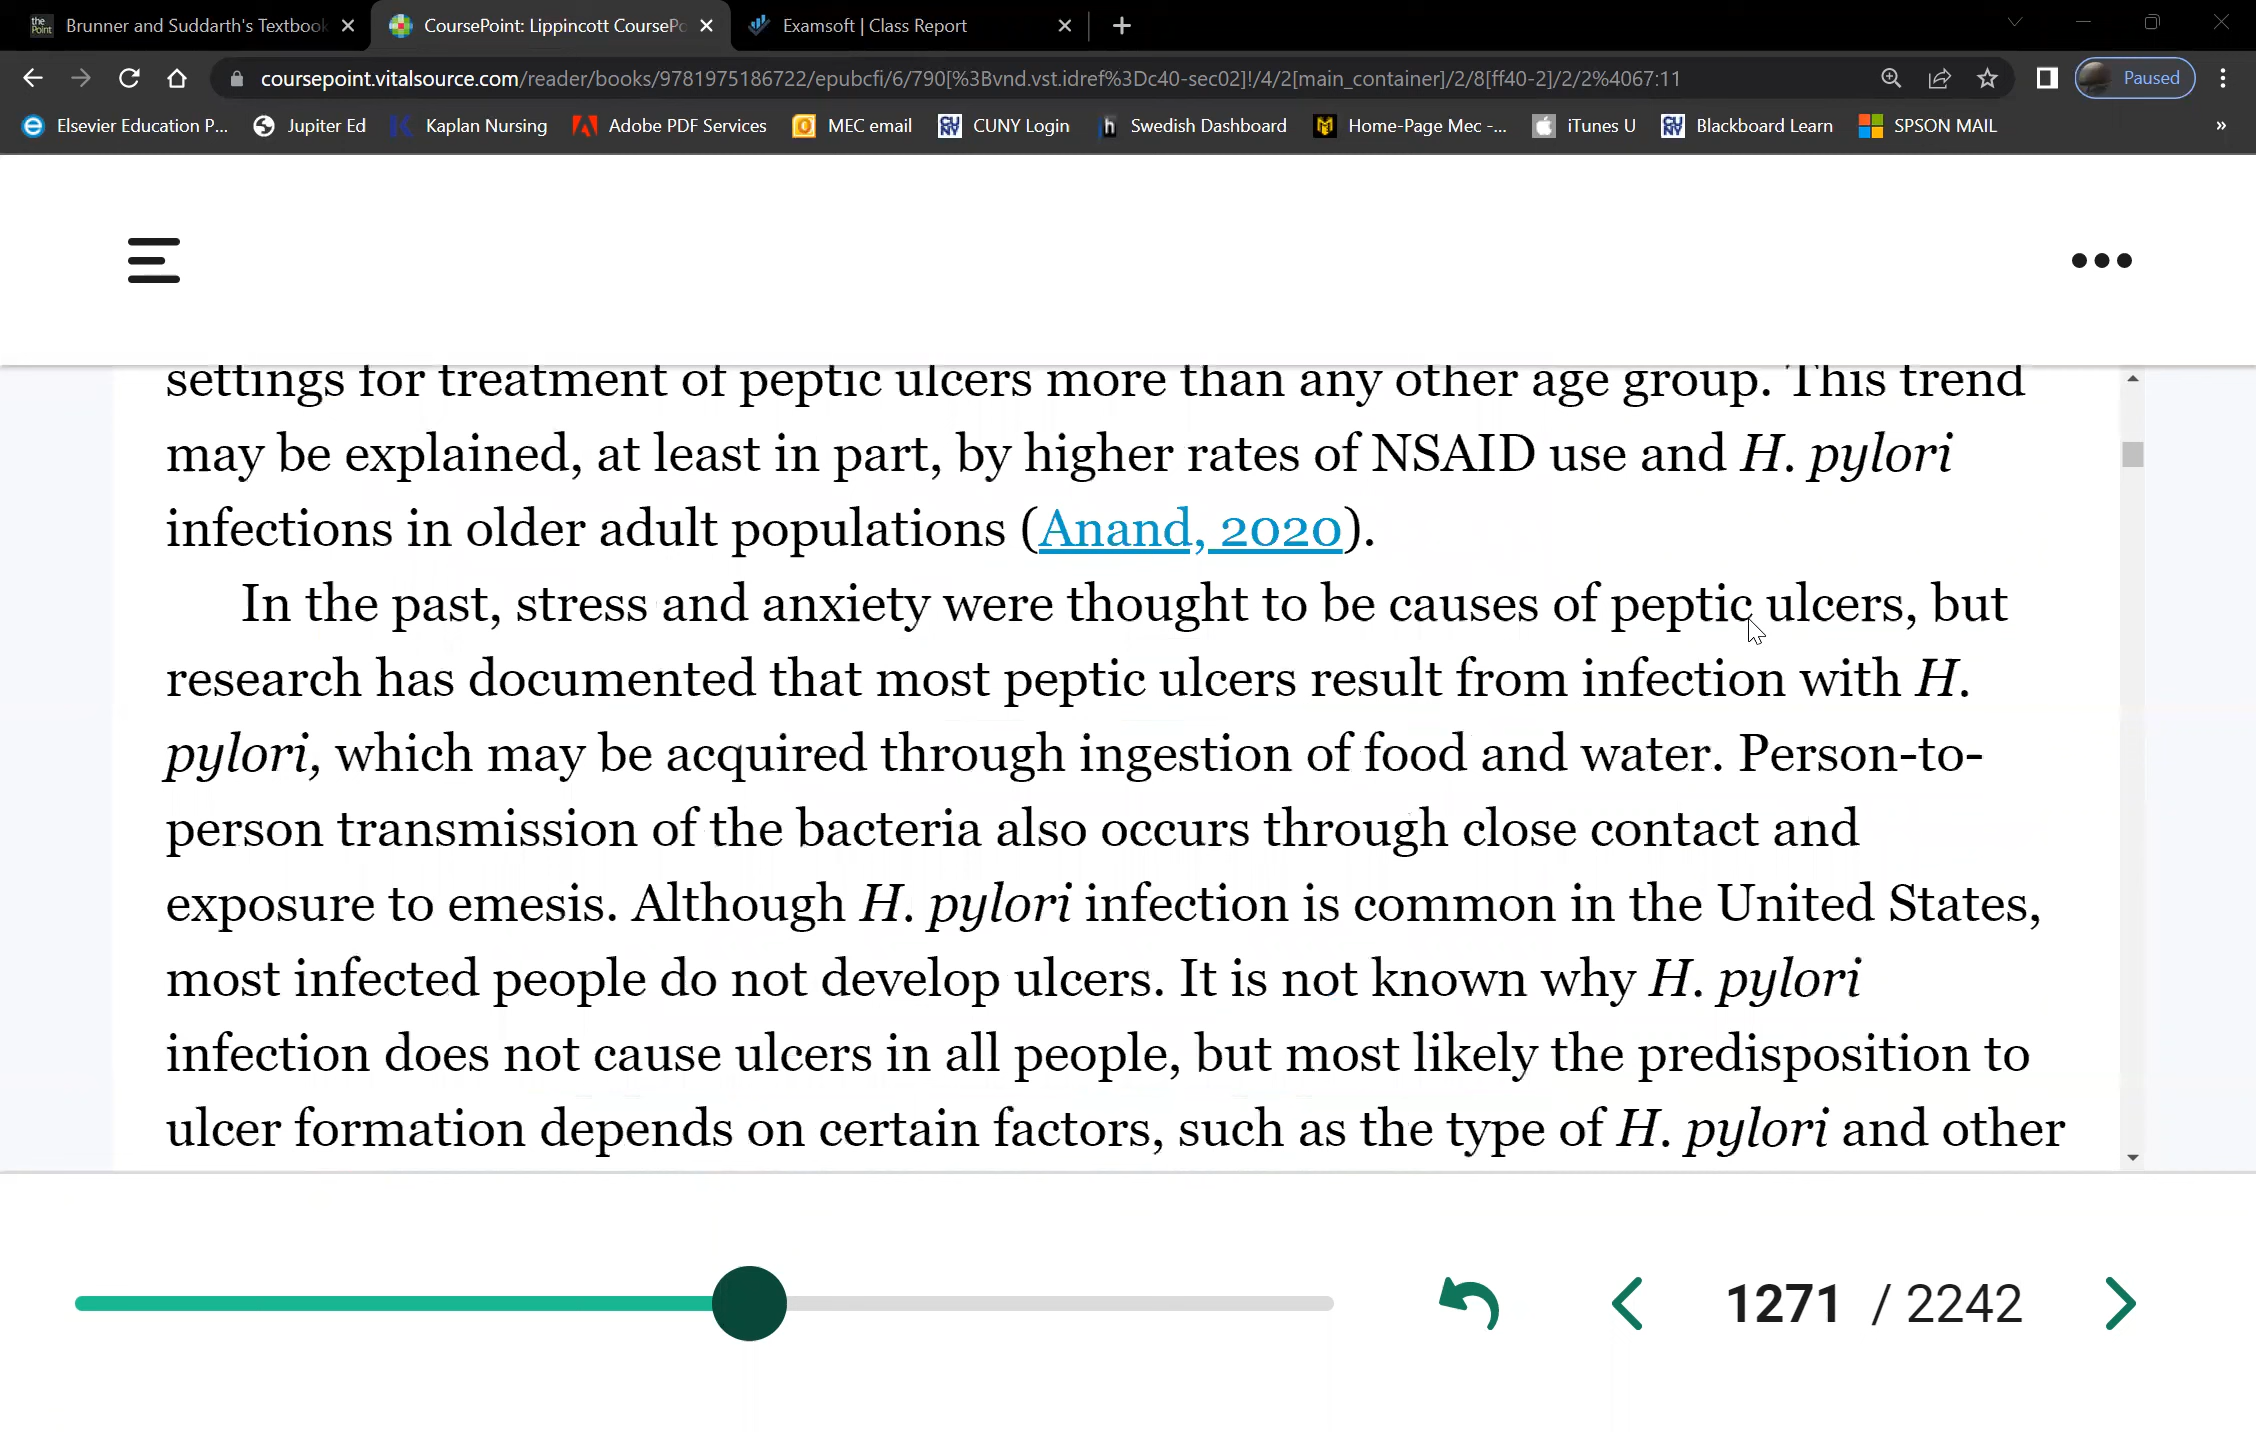 the Point
Brunner and Suddarth's Textbook
CoursePoint: Lippincott CoursePo
Examsoft | Class Report
coursepoint.vitalsource.com/reader/books/9781975186722/epubcfi/6/790[%3Bvnd.vst.idref%3Dc40-sec02]!/4/2[main_container]/2/8[ff40-2]/2/2%4067:11
Paused
Elsevier Education P... Jupiter Ed Kaplan Nursing Adobe PDF Services MEC email CUNY Login Swedish Dashboard Home-Page Mec -... iTunes U Blackboard Learn SPSON MAIL »
settings for treatment of peptic ulcers more than any other age group. This trend
may be explained, at least in part, by higher rates of NSAID use and H. pylori
infections in older adult populations (Anand, 2020).
In the past, stress and anxiety were thought to be causes of peptic ulcers, but
research has documented that most peptic ulcers result from infection with H.
pylori, which may be acquired through ingestion of food and water. Person-to-
person transmission of the bacteria also occurs through close contact and
exposure to emesis. Although H. pylori infection is common in the United States,
most infected people do not develop ulcers. It is not known why H. pylori
infection does not cause ulcers in all people, but most likely the predisposition to
ulcer formation depends on certain factors, such as the type of H. pylori and other
1271 / 2242